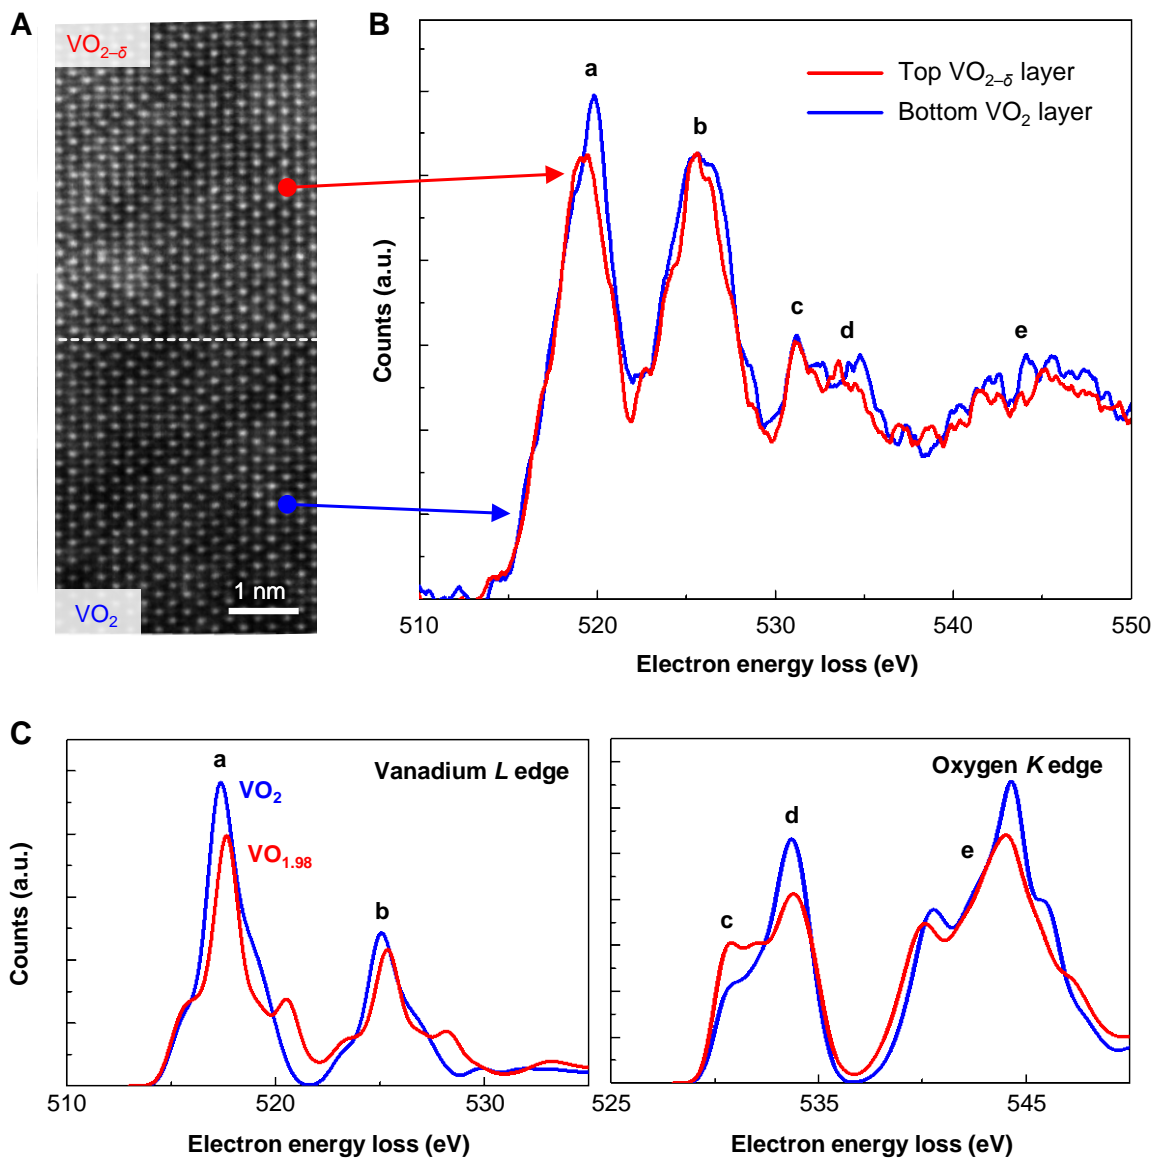 A
VO2–δ
1 nm
VO2
B
a
b
c
d
e
Top VO2–δ layer
Bottom VO2 layer
Counts (a.u.)
510
520
530
540
550
Electron energy loss (eV)
C
a
VO2
VO1.98
b
Vanadium L edge
Counts (a.u.)
510
520
530
Electron energy loss (eV)
Oxygen K edge
c
d
e
525
535
545
Electron energy loss (eV)